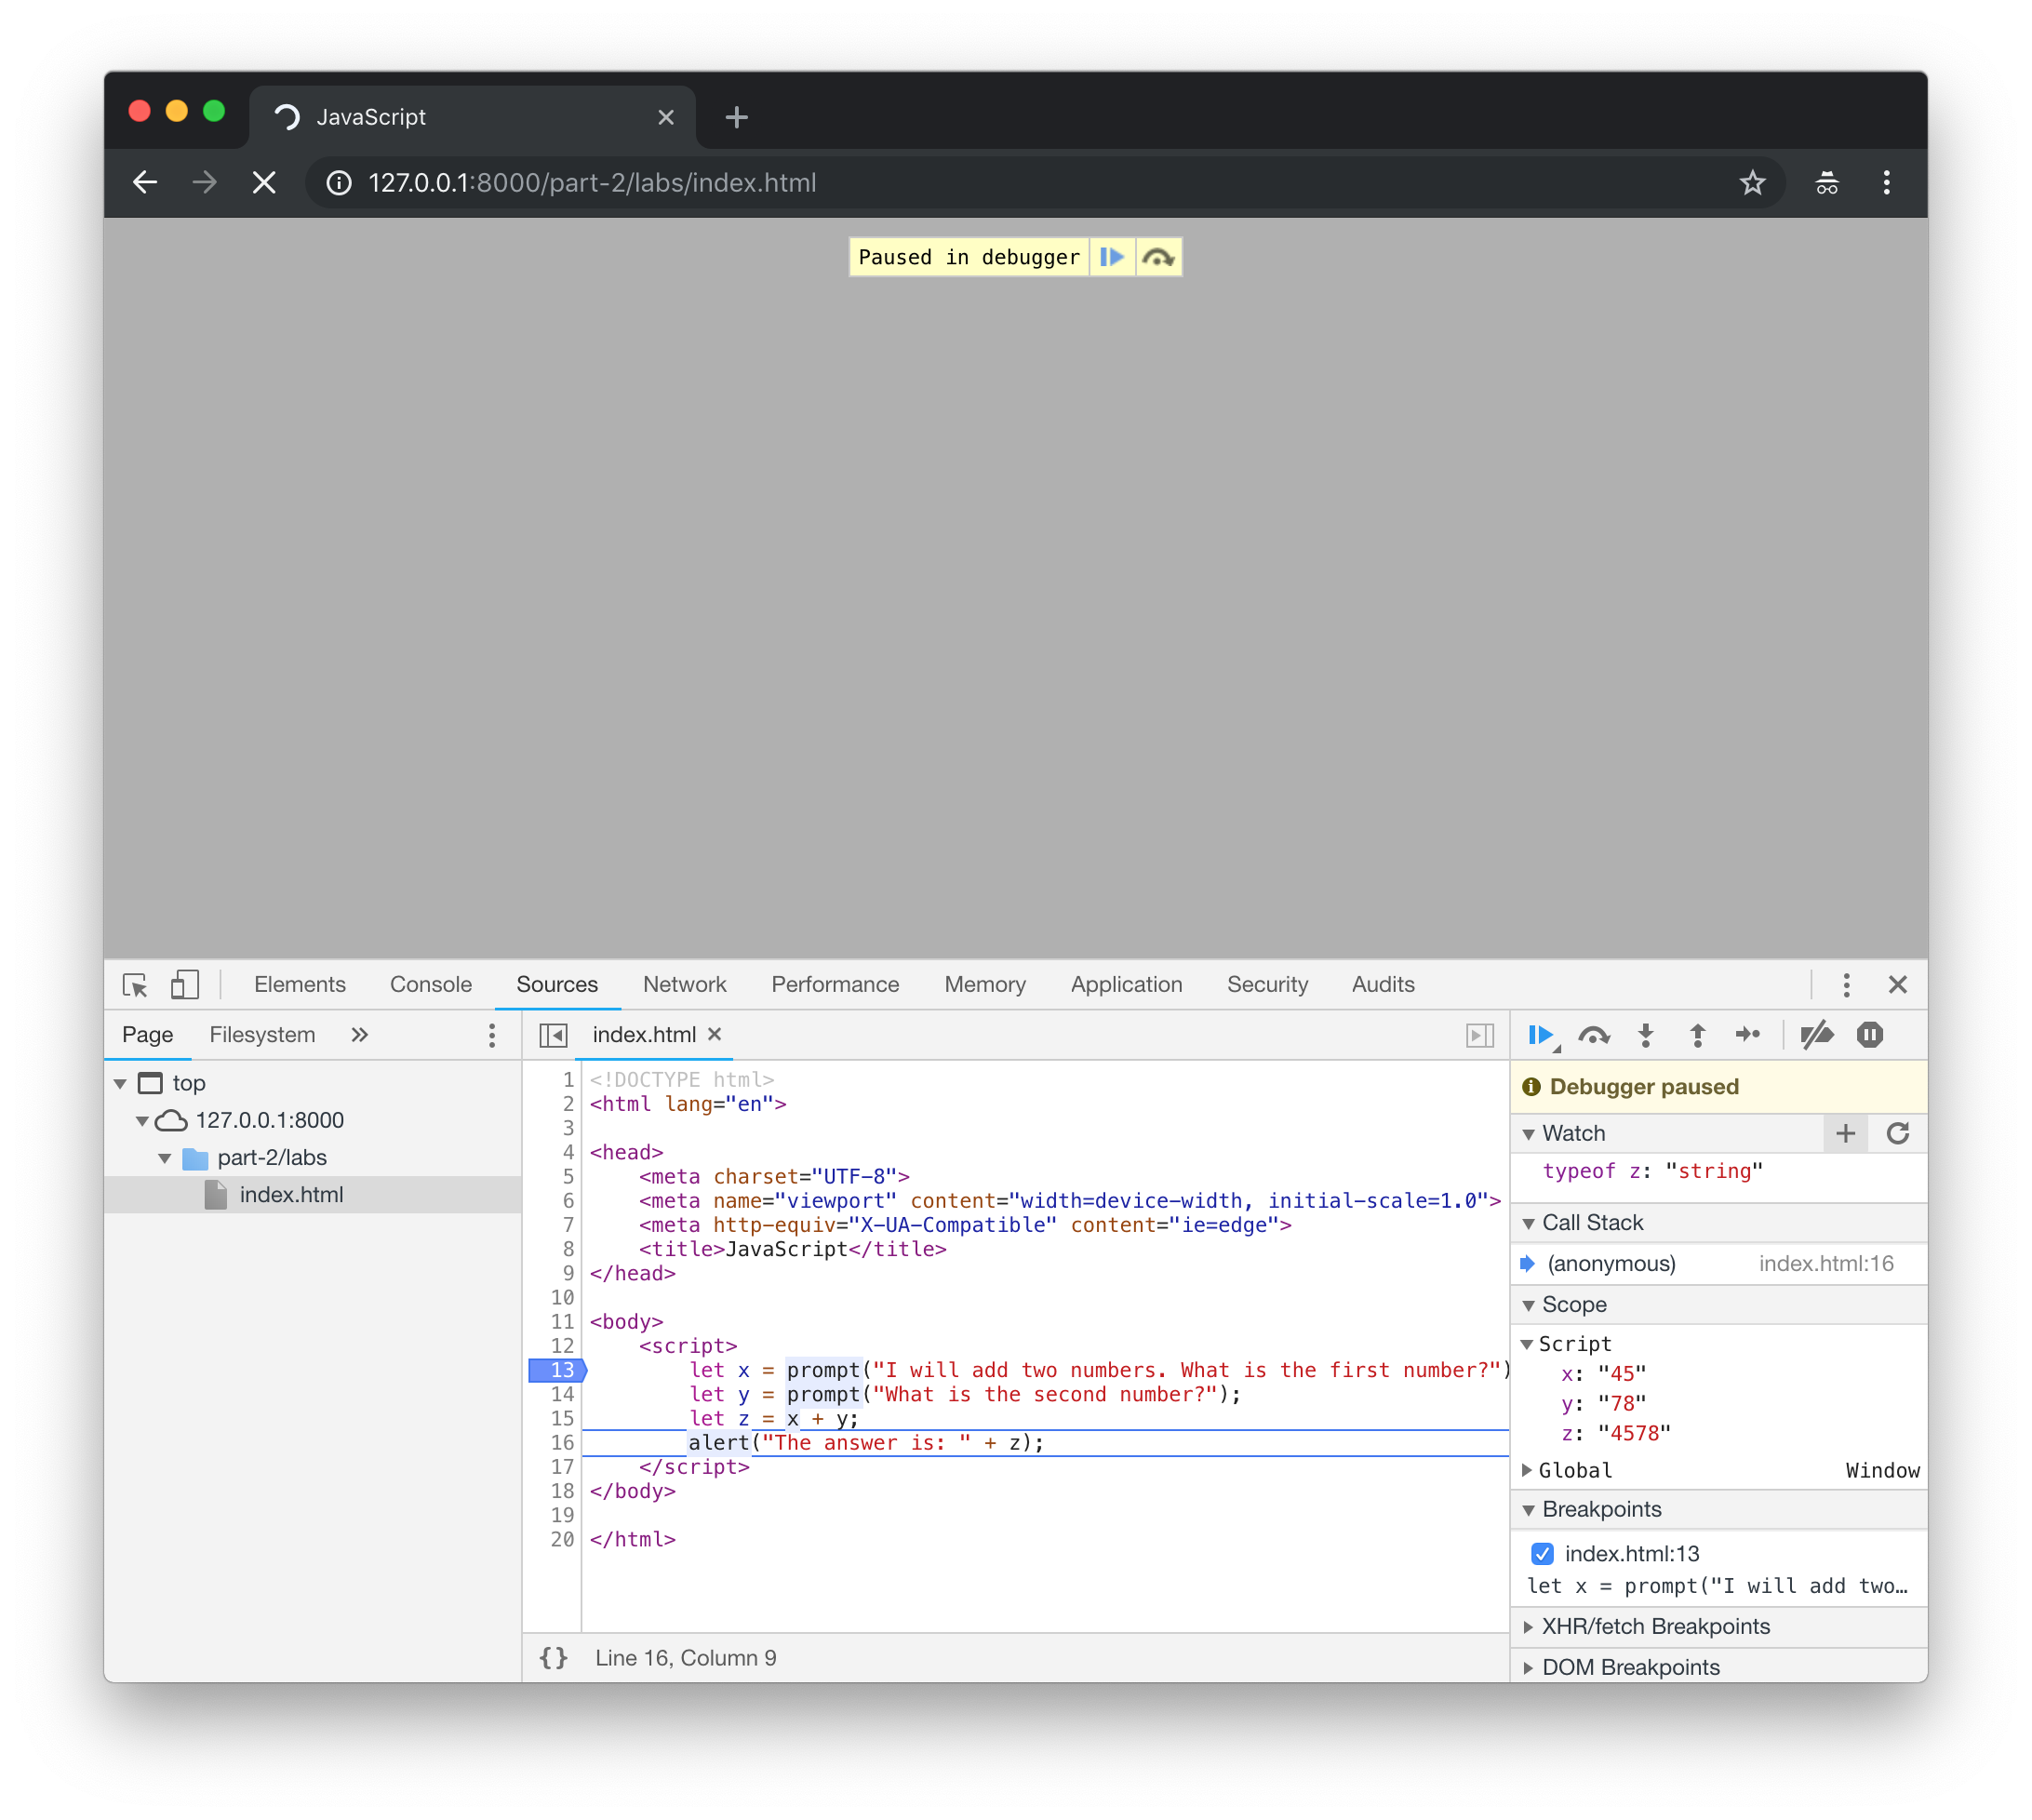 JavaScript
127.0.0.1:8000/part-2/labs/index.html
Paused in debugger
Elements Console Sources Network Performance Memory Application Security Audits
Page Filesystem »
index.html
top
127.0.0.1:8000
part-2/labs
index.html
1 <!DOCTYPE html>
2 <html lang="en">
3
4 <head>
5     <meta charset="UTF-8">
6     <meta name="viewport" content="width=device-width, initial-scale=1.0">
7     <meta http-equiv="X-UA-Compatible" content="ie=edge">
8     <title>JavaScript</title>
9 </head>
10
11 <body>
12     <script>
13         let x = prompt("I will add two numbers. What is the first number?")
14         let y = prompt("What is the second number?");
15         let z = x + y;
16         alert("The answer is: " + z);
17     </script>
18 </body>
19
20 </html>
{} Line 16, Column 9
Debugger paused
Watch
typeof z: "string"
Call Stack
(anonymous) index.html:16
Scope
Script
x: "45"
y: "78"
z: "4578"
Global Window
Breakpoints
index.html:13
let x = prompt("I will add two…
XHR/fetch Breakpoints
DOM Breakpoints